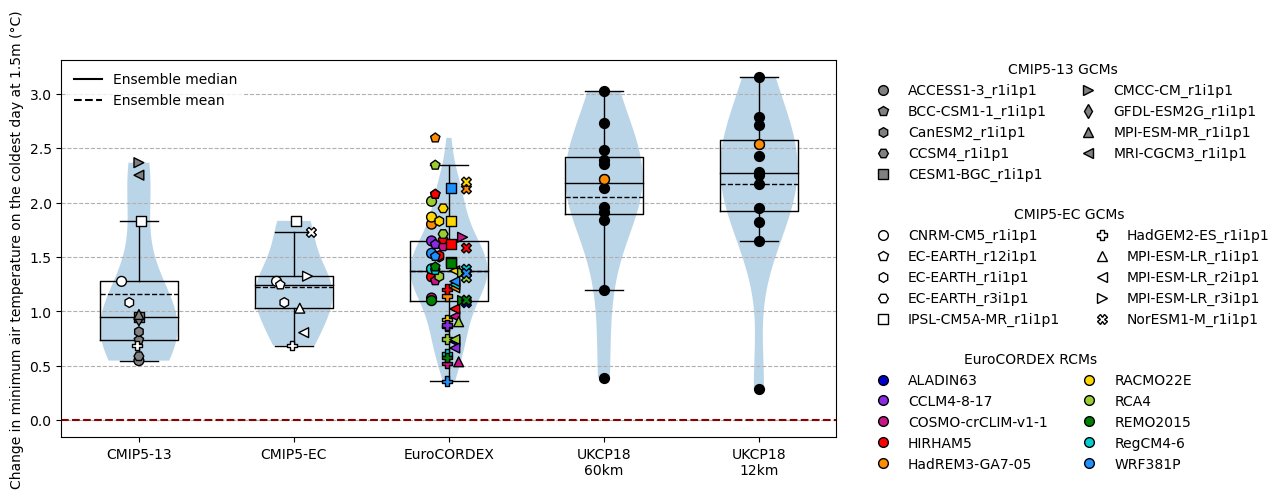 Change in minimum air temperature on the coldest day at 1.5m (°C)
Ensemble median
Ensemble mean
3.0
2.5
2.0
1.5
1.0
0.5
0.0
CMIP5-13
CMIP5-EC
EuroCORDEX
UKCP18
60km
UKCP18
12km
CMIP5-13 GCMs
ACCESS1-3_r1i1p1
BCC-CSM1-1_r1i1p1
CanESM2_r1i1p1
CCSM4_r1i1p1
CESM1-BGC_r1i1p1
CMCC-CM_r1i1p1
GFDL-ESM2G_r1i1p1
MPI-ESM-MR_r1i1p1
MRI-CGCM3_r1i1p1
CMIP5-EC GCMs
CNRM-CM5_r1i1p1
EC-EARTH_r12i1p1
EC-EARTH_r1i1p1
EC-EARTH_r3i1p1
IPSL-CM5A-MR_r1i1p1
HadGEM2-ES_r1i1p1
MPI-ESM-LR_r1i1p1
MPI-ESM-LR_r2i1p1
MPI-ESM-LR_r3i1p1
NorESM1-M_r1i1p1
EuroCORDEX RCMs
ALADIN63
CCLM4-8-17
COSMO-crCLIM-v1-1
HIRHAM5
HadREM3-GA7-05
RACMO22E
RCA4
REMO2015
RegCM4-6
WRF381P